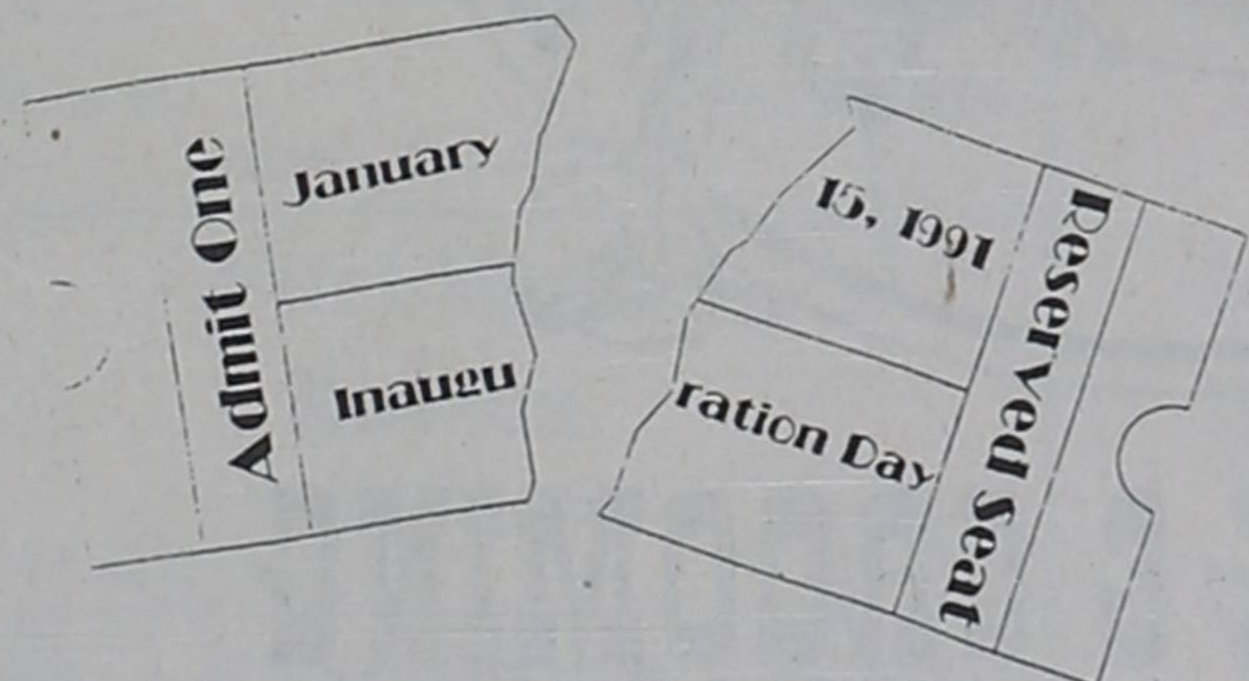 Admit One
January
Inaugu
15, 1991
ration Day
Reserved Seat